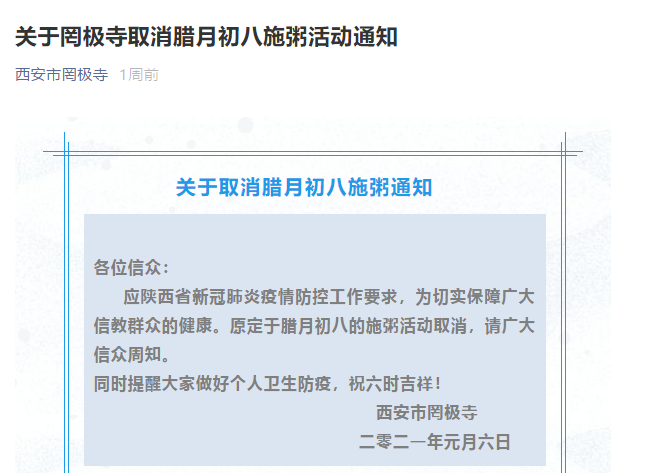 关于罔极寺取消腊月初八施粥活动通知
西安市罔极寺 1周前
关于取消腊月初八施粥通知
各位信众：
应陕西省新冠肺炎疫情防控工作要求，为切实保障广大
信教群众的健康。原定于腊月初八的施粥活动取消，请广大
信众周知。
同时提醒大家做好个人卫生防疫，祝六时吉祥！
西安市罔极寺
二零二一年元月六日